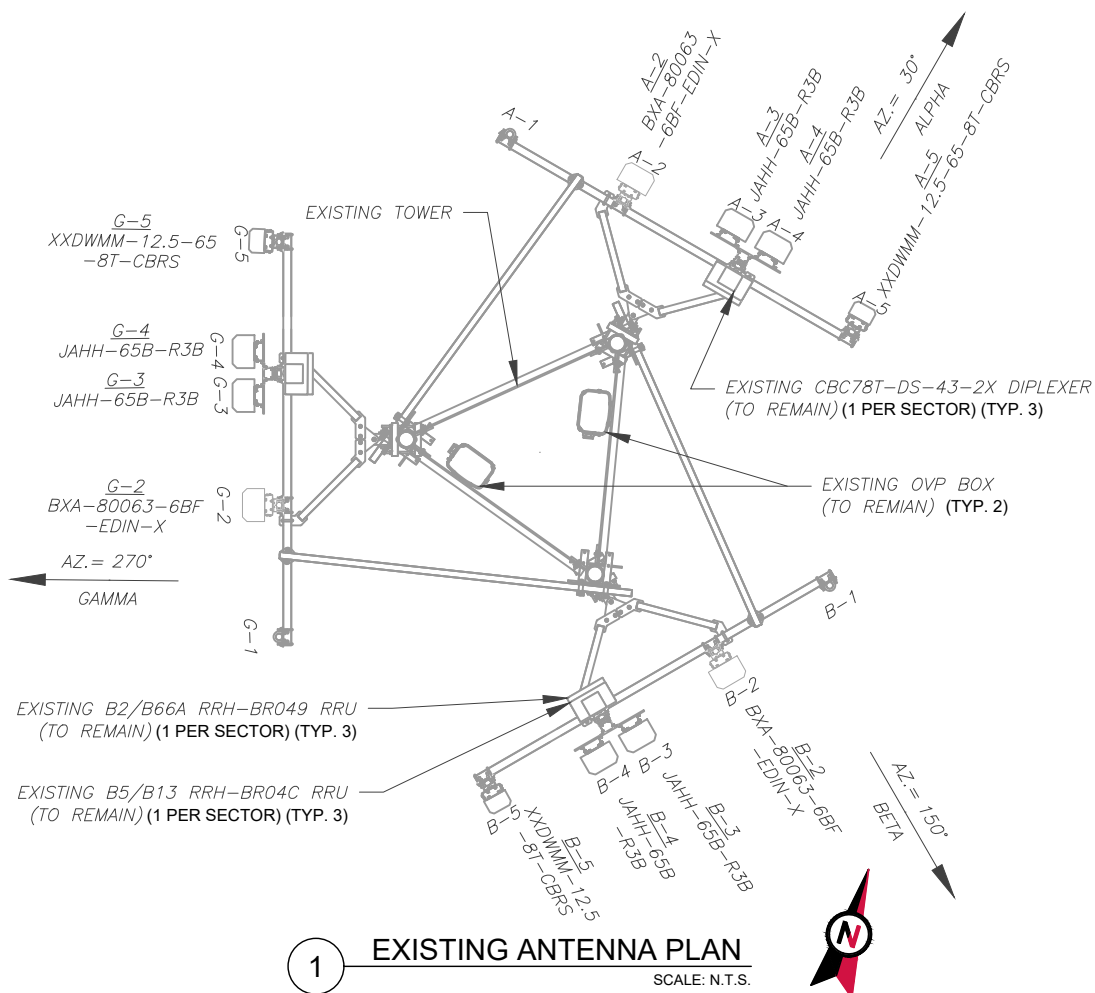 A-2
BXA-80063
-6BF-EDIN-X
A-3
JAHH-65B-R3B
A-4
JAHH-65B-R3B
AZ.= 30°
ALPHA
A-5
XXDWMM-12.5-65-8T-CBRS
A-1
A-2
A-3
A-4
A-5
EXISTING TOWER
G-5
XXDWMM-12.5-65
-8T-CBRS
G-5
G-4
JAHH-65B-R3B
G-3
JAHH-65B-R3B
G-4
G-3
EXISTING CBC78T-DS-43-2X DIPLEXER
(TO REMAIN) (1 PER SECTOR) (TYP. 3)
G-2
BXA-80063-6BF
-EDIN-X
G-2
EXISTING OVP BOX
(TO REMIAN) (TYP. 2)
AZ.= 270°
GAMMA
G-1
B-1
B-2
B-3
B-4
B-5
EXISTING B2/B66A RRH-BR049 RRU
(TO REMAIN) (1 PER SECTOR) (TYP. 3)
EXISTING B5/B13 RRH-BR04C RRU
(TO REMAIN) (1 PER SECTOR) (TYP. 3)
B-2
BXA-80063-6BF
-EDIN-X
B-3
JAHH-65B-R3B
B-4
JAHH-65B
-R3B
B-5
XXDWMM-12.5
-8T-CBRS
AZ.= 150°
BETA
N
1
EXISTING ANTENNA PLAN
SCALE: N.T.S.